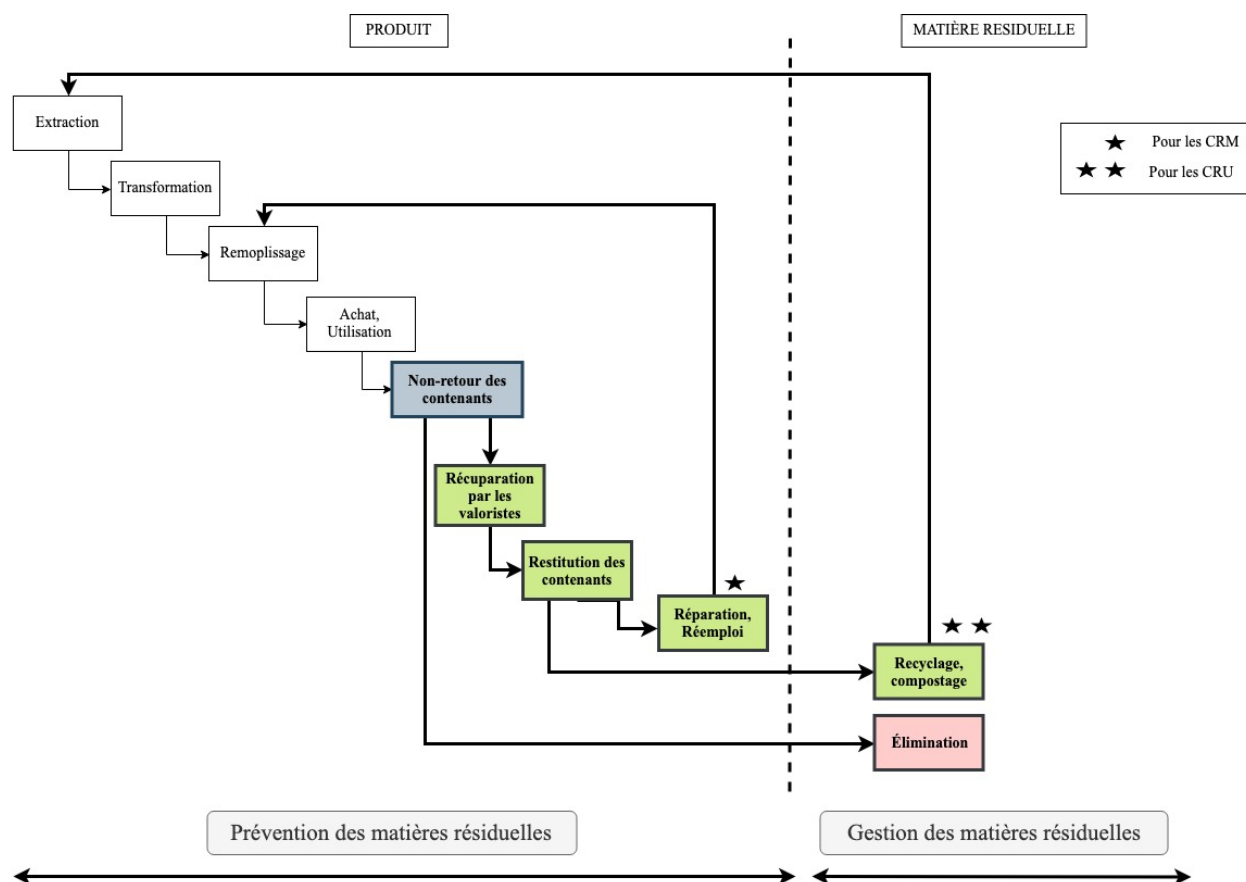 PRODUIT
MATIÈRE RESIDUELLE
Extraction
Pour les CRM
Pour les CRU
Transformation
Remoplissage
Achat,
Utilisation
Non-retour des
contenants
Récuparation
par les
valoristes
Restitution des
contenants
Réparation,
Réemploi
Recyclage,
compostage
Élimination
Prévention des matières résiduelles
Gestion des matières résiduelles